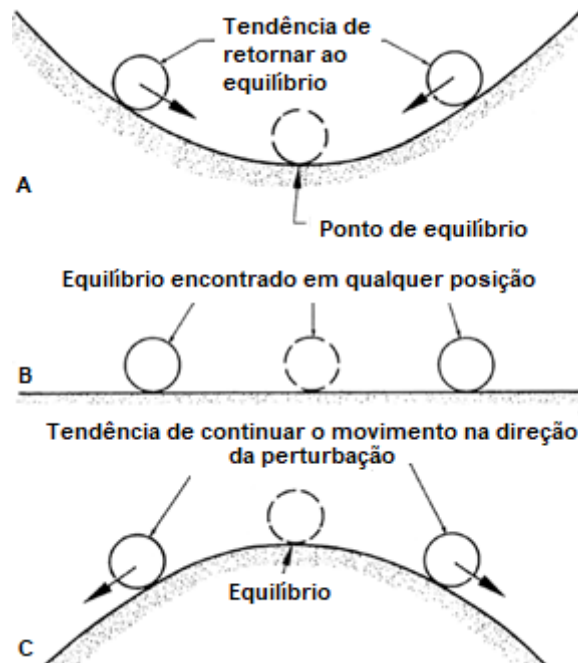 Tendência de
retornar ao
equilíbrio
A
Ponto de equilíbrio
Equilíbrio encontrado em qualquer posição
B
Tendência de continuar o movimento na direção
da perturbação
Equilíbrio
C